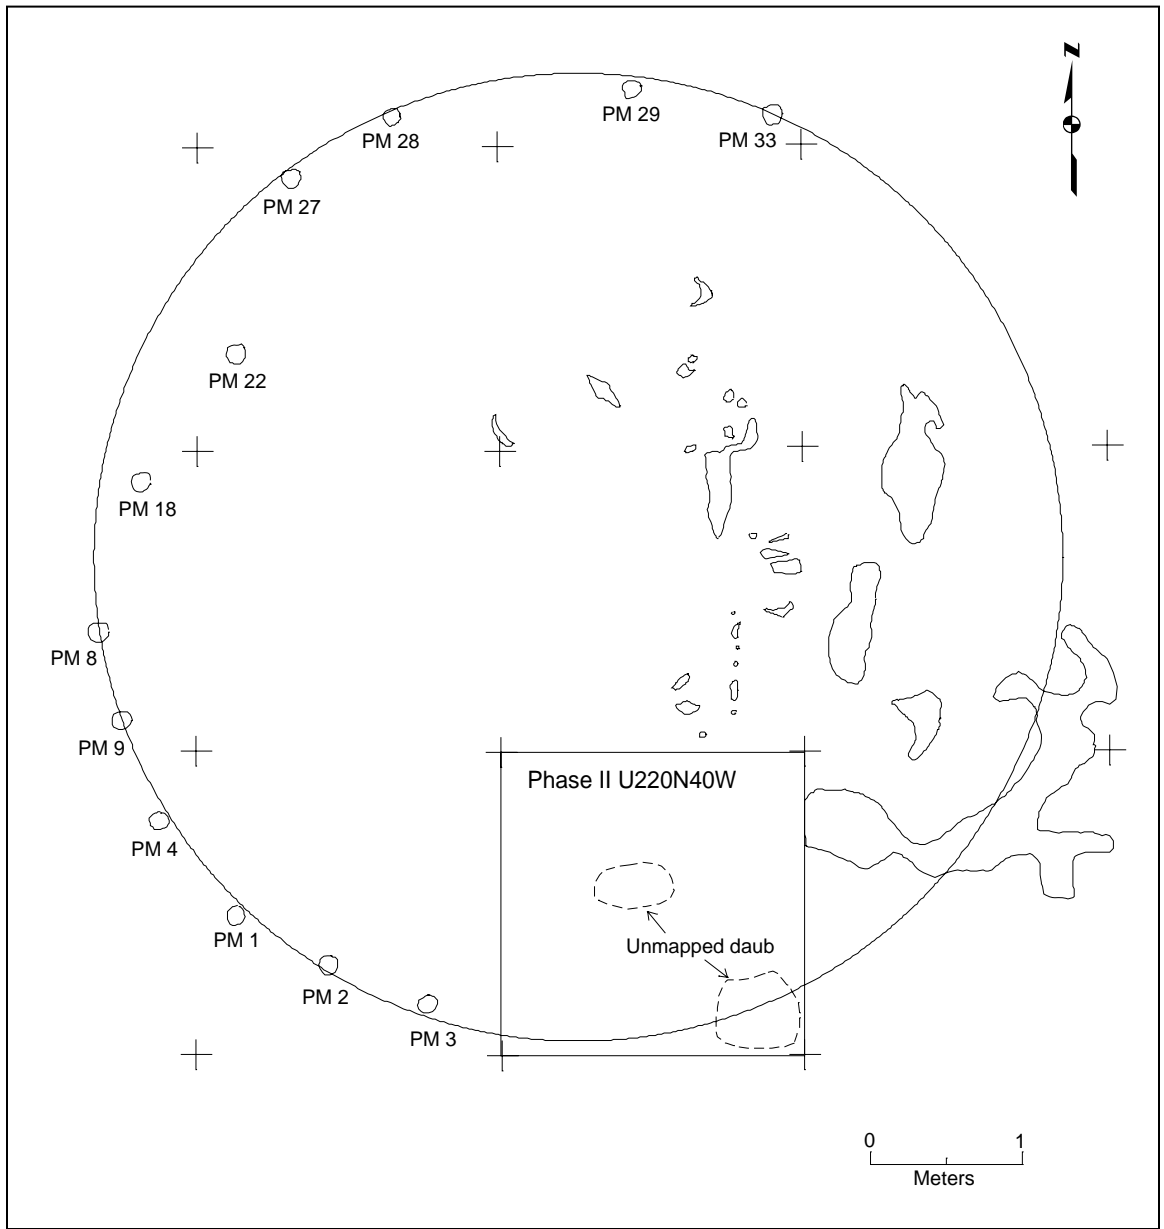 N
PM 29
PM 33
PM 28
PM 27
PM 22
PM 18
PM 8
PM 9
Phase II U220N40W
PM 4
PM 1
Unmapped daub
PM 2
PM 3
0 1
Meters